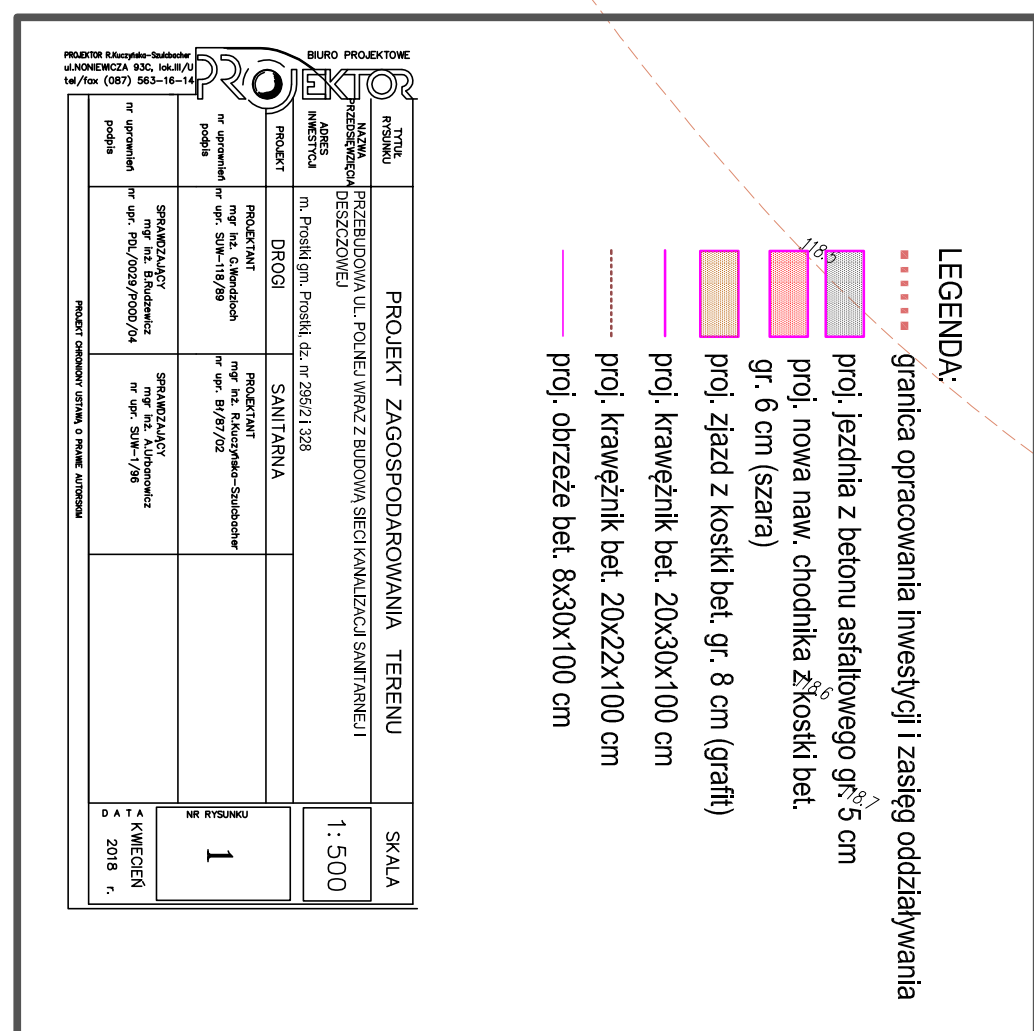 LEGENDA:
granica opracowania inwestycji i zasięg oddziaływania
proj. jezdnia z betonu asfaltowego gr. 5 cm
proj. nowa naw. chodnika z kostki bet.
gr. 6 cm (szara)
proj. zjazd z kostki bet. gr. 8 cm (grafit)
proj. krawężnik bet. 20x30x100 cm
proj. krawężnik bet. 20x22x100 cm
proj. obrzeże bet. 8x30x100 cm
118.5
118.6
118.7
BIURO PROJEKTOWE
PROJEKTOR
PROJEKTOR R.Kuczyńska-Szulcbacher
ul.NONIEWICZA 93C, lok.III/U
tel/fax (087) 563-16-14
TYTUŁ
RYSUNKU
PROJEKT ZAGOSPODAROWANIA TERENU
SKALA
NAZWA
PRZEDSIĘWZIĘCIA
PRZEBUDOWA UL. POLNEJ WRAZ Z BUDOWĄ SIECI KANALIZACJI SANITARNEJ I
DESZCZOWEJ
1:500
ADRES
INWESTYCJI
m. Prostki gm. Prostki, dz. nr 295/2 i 328
PROJEKT
DROGI
SANITARNA
NR RYSUNKU
1
nr uprawnień
podpis
PROJEKTANT
mgr inż. G.Wandzioch
nr upr. SUW-118/89
PROJEKTANT
mgr inż. R.Kuczyńska-Szulcbacher
nr upr. Bł/87/02
nr uprawnień
podpis
SPRAWDZAJĄCY
mgr inż. B.Rudzewicz
nr upr. PDL/0029/POOD/04
SPRAWDZAJĄCY
mgr inż. A.Urbanowicz
nr upr. SUW-1/96
DATA
KWIECIEŃ
2018 r.
PROJEKT CHRONIONY USTAWĄ O PRAWIE AUTORSKIM